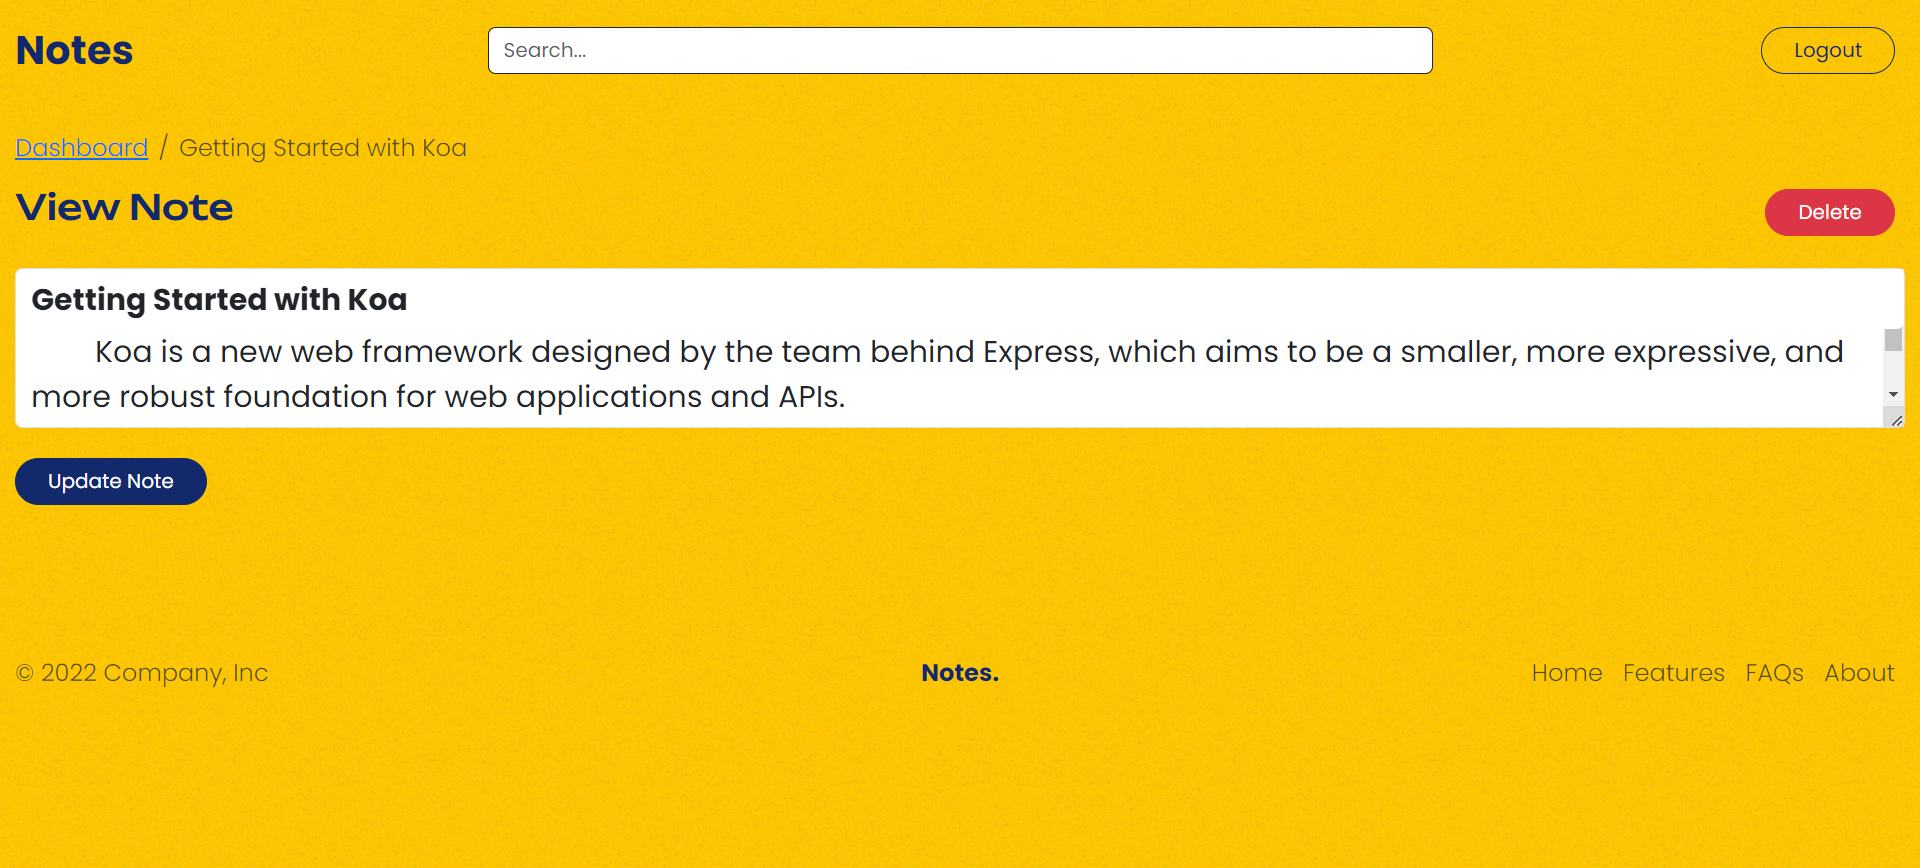 Notes
Search...
Logout
Dashboard / Getting Started with Koa
View Note
Delete
Getting Started with Koa
Koa is a new web framework designed by the team behind Express, which aims to be a smaller, more expressive, and
more robust foundation for web applications and APIs.
Update Note
© 2022 Company, Inc
Notes.
Home Features FAQs About